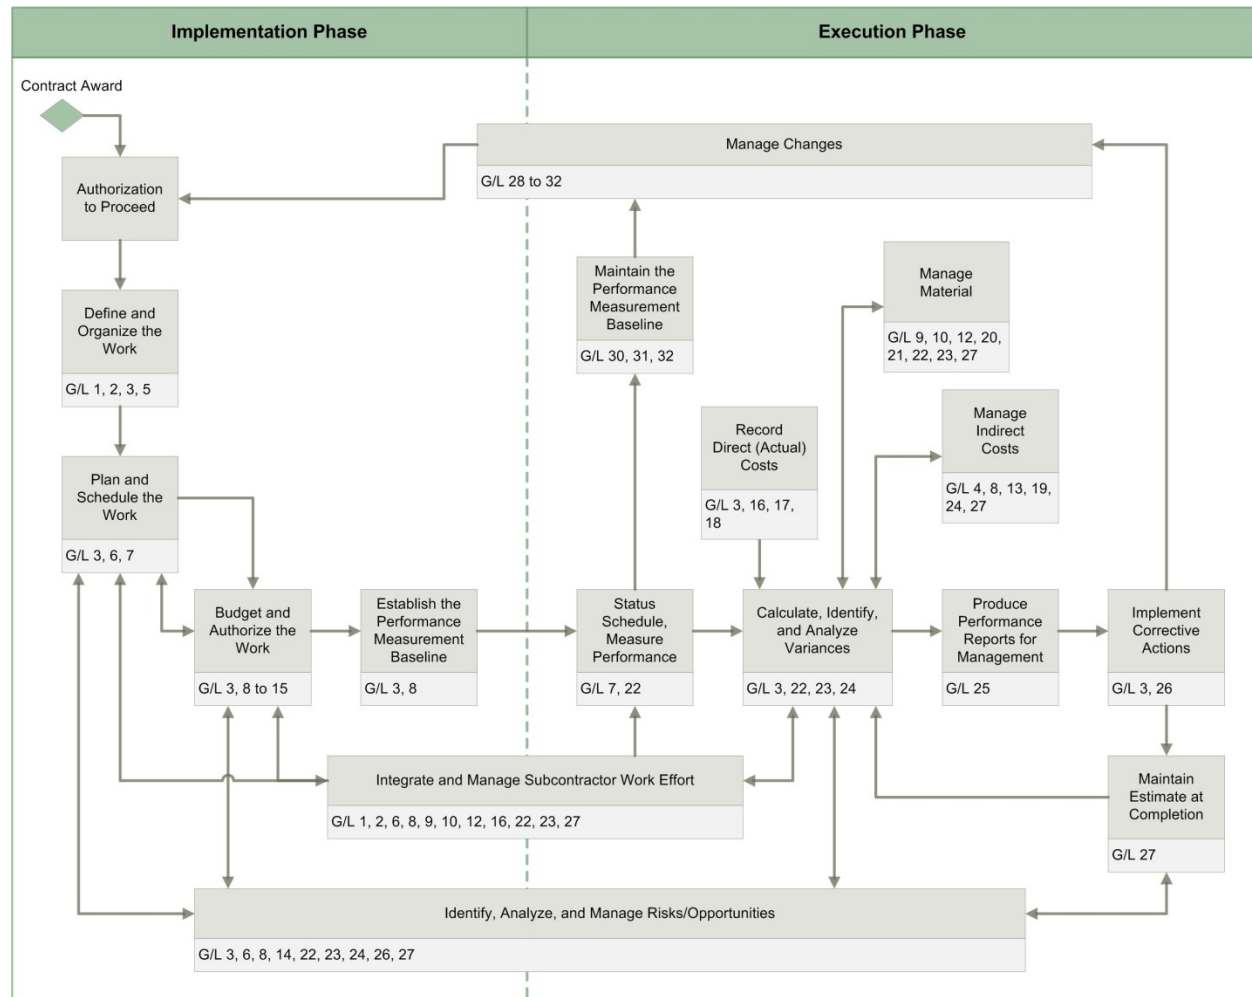 Implementation Phase
Execution Phase
Contract Award
Manage Changes
G/L 28 to 32
Authorization
to Proceed
Maintain the
Performance
Measurement
Baseline
G/L 30, 31, 32
Manage
Material
G/L 9, 10, 12, 20,
21, 22, 23, 27
Define and
Organize the
Work
G/L 1, 2, 3, 5
Record
Direct (Actual)
Costs
G/L 3, 16, 17,
18
Manage
Indirect
Costs
G/L 4, 8, 13, 19,
24, 27
Plan and
Schedule the
Work
G/L 3, 6, 7
Budget and
Authorize the
Work
G/L 3, 8 to 15
Establish the
Performance
Measurement
Baseline
G/L 3, 8
Status
Schedule,
Measure
Performance
G/L 7, 22
Calculate, Identify,
and Analyze
Variances
G/L 3, 22, 23, 24
Produce
Performance
Reports for
Management
G/L 25
Implement
Corrective
Actions
G/L 3, 26
Integrate and Manage Subcontractor Work Effort
G/L 1, 2, 6, 8, 9, 10, 12, 16, 22, 23, 27
Maintain
Estimate at
Completion
G/L 27
Identify, Analyze, and Manage Risks/Opportunities
G/L 3, 6, 8, 14, 22, 23, 24, 26, 27